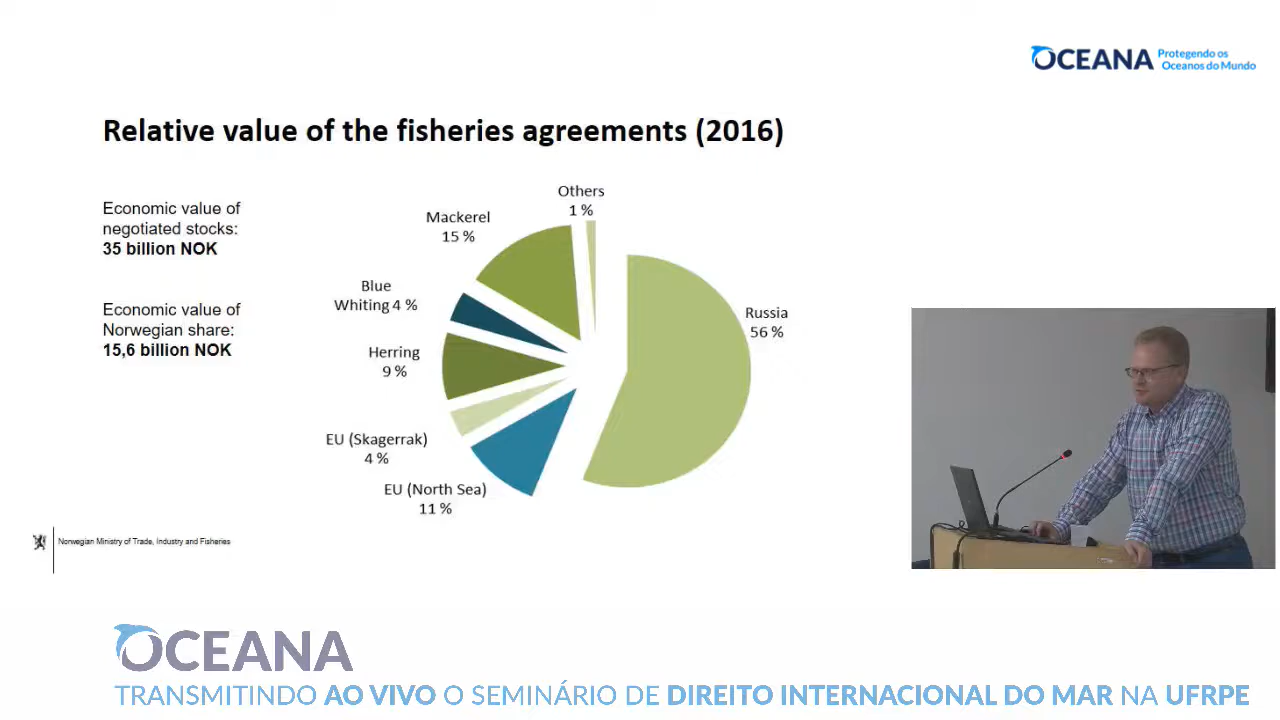 OCEANA Protegendo os
Oceanos do Mundo
Relative value of the fisheries agreements (2016)
Economic value of
negotiated stocks:
35 billion NOK
Economic value of
Norwegian share:
15,6 billion NOK
Others
1 %
Mackerel
15 %
Blue
Whiting 4 %
Herring
9 %
EU (Skagerrak)
4 %
EU (North Sea)
11 %
Russia
56 %
Norwegian Ministry of Trade, Industry and Fisheries
OCEANA
TRANSMITINDO AO VIVO O SEMINÁRIO DE DIREITO INTERNACIONAL DO MAR NA UFRPE